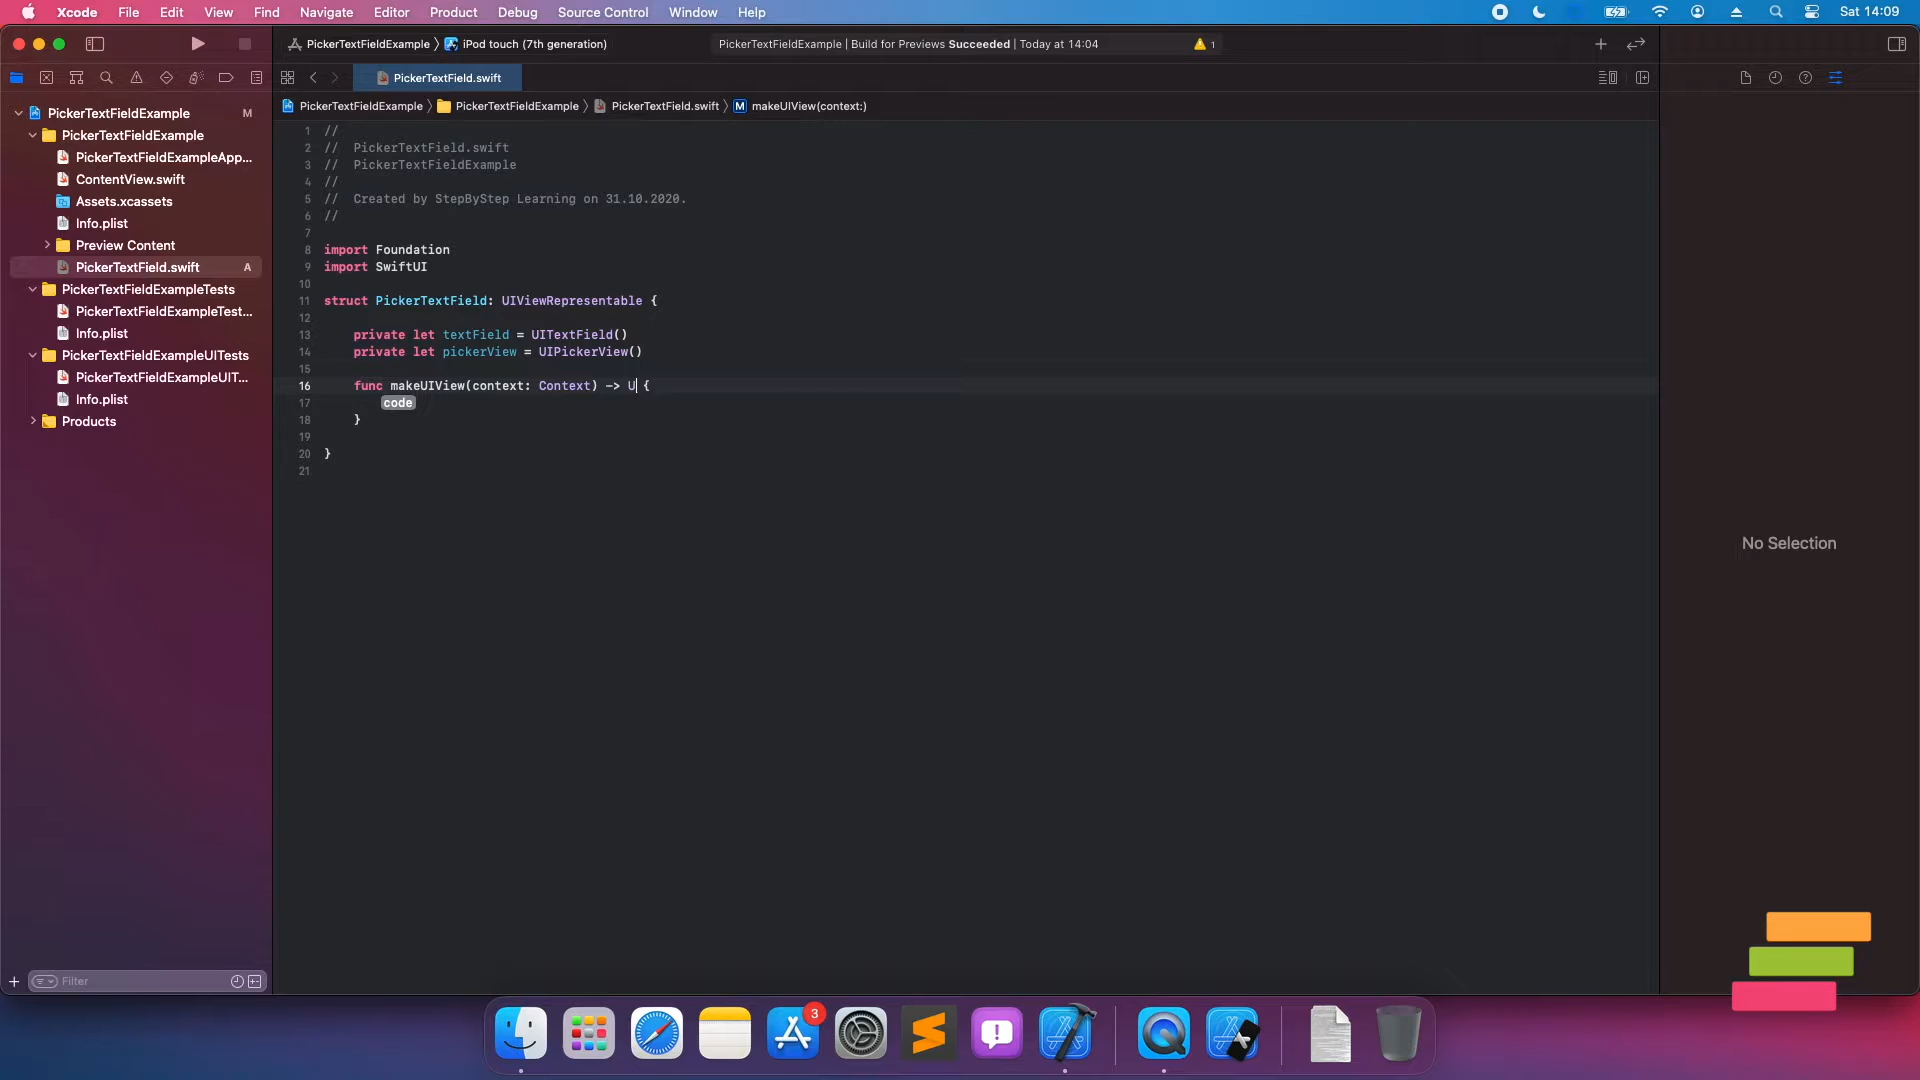 Xcode File Edit View Find Navigate Editor Product Debug Source Control Window Help Sat 14:09
PickerTextFieldExample 〉 iPod touch (7th generation) PickerTextFieldExample | Build for Previews Succeeded | Today at 14:04 1
PickerTextField.swift
PickerTextFieldExample 〉 PickerTextFieldExample 〉 PickerTextField.swift 〉 M makeUIView(context:)
PickerTextFieldExample M
PickerTextFieldExample
PickerTextFieldExampleApp...
ContentView.swift
Assets.xcassets
Info.plist
Preview Content
PickerTextField.swift A
PickerTextFieldExampleTests
PickerTextFieldExampleTest...
Info.plist
PickerTextFieldExampleUITests
PickerTextFieldExampleUIT...
Info.plist
Products
Filter
1 //
2 //  PickerTextField.swift
3 //  PickerTextFieldExample
4 //
5 //  Created by StepByStep Learning on 31.10.2020.
6 //
7
8 import Foundation
9 import SwiftUI
10
11 struct PickerTextField: UIViewRepresentable {
12
13     private let textField = UITextField()
14     private let pickerView = UIPickerView()
15
16     func makeUIView(context: Context) -> U {
17         code
18     }
19
20 }
21
No Selection
3